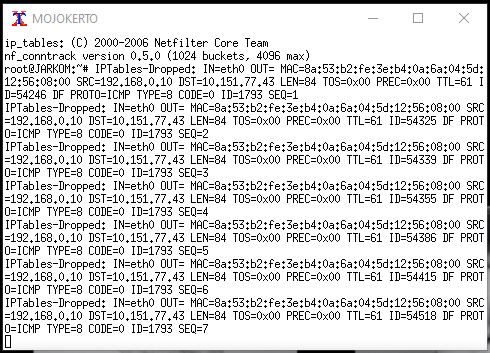 MOJOKERTO
ip_tables: (C) 2000-2006 Netfilter Core Team
nf_conntrack version 0.5.0 (1024 buckets, 4096 max)
root@JARKOM:~# IPTables-Dropped: IN=eth0 OUT= MAC=8a:53:b2:fe:3e:b4:0a:6a:04:5d:
12:56:08:00 SRC=192.168.0.10 DST=10.151.77.43 LEN=84 TOS=0x00 PREC=0x00 TTL=61 I
D=54246 DF PROTO=ICMP TYPE=8 CODE=0 ID=1793 SEQ=1
IPTables-Dropped: IN=eth0 OUT= MAC=8a:53:b2:fe:3e:b4:0a:6a:04:5d:12:56:08:00 SRC
=192.168.0.10 DST=10.151.77.43 LEN=84 TOS=0x00 PREC=0x00 TTL=61 ID=54325 DF PROT
O=ICMP TYPE=8 CODE=0 ID=1793 SEQ=2
IPTables-Dropped: IN=eth0 OUT= MAC=8a:53:b2:fe:3e:b4:0a:6a:04:5d:12:56:08:00 SRC
=192.168.0.10 DST=10.151.77.43 LEN=84 TOS=0x00 PREC=0x00 TTL=61 ID=54339 DF PROT
O=ICMP TYPE=8 CODE=0 ID=1793 SEQ=3
IPTables-Dropped: IN=eth0 OUT= MAC=8a:53:b2:fe:3e:b4:0a:6a:04:5d:12:56:08:00 SRC
=192.168.0.10 DST=10.151.77.43 LEN=84 TOS=0x00 PREC=0x00 TTL=61 ID=54355 DF PROT
O=ICMP TYPE=8 CODE=0 ID=1793 SEQ=4
IPTables-Dropped: IN=eth0 OUT= MAC=8a:53:b2:fe:3e:b4:0a:6a:04:5d:12:56:08:00 SRC
=192.168.0.10 DST=10.151.77.43 LEN=84 TOS=0x00 PREC=0x00 TTL=61 ID=54386 DF PROT
O=ICMP TYPE=8 CODE=0 ID=1793 SEQ=5
IPTables-Dropped: IN=eth0 OUT= MAC=8a:53:b2:fe:3e:b4:0a:6a:04:5d:12:56:08:00 SRC
=192.168.0.10 DST=10.151.77.43 LEN=84 TOS=0x00 PREC=0x00 TTL=61 ID=54415 DF PROT
O=ICMP TYPE=8 CODE=0 ID=1793 SEQ=6
IPTables-Dropped: IN=eth0 OUT= MAC=8a:53:b2:fe:3e:b4:0a:6a:04:5d:12:56:08:00 SRC
=192.168.0.10 DST=10.151.77.43 LEN=84 TOS=0x00 PREC=0x00 TTL=61 ID=54518 DF PROT
O=ICMP TYPE=8 CODE=0 ID=1793 SEQ=7